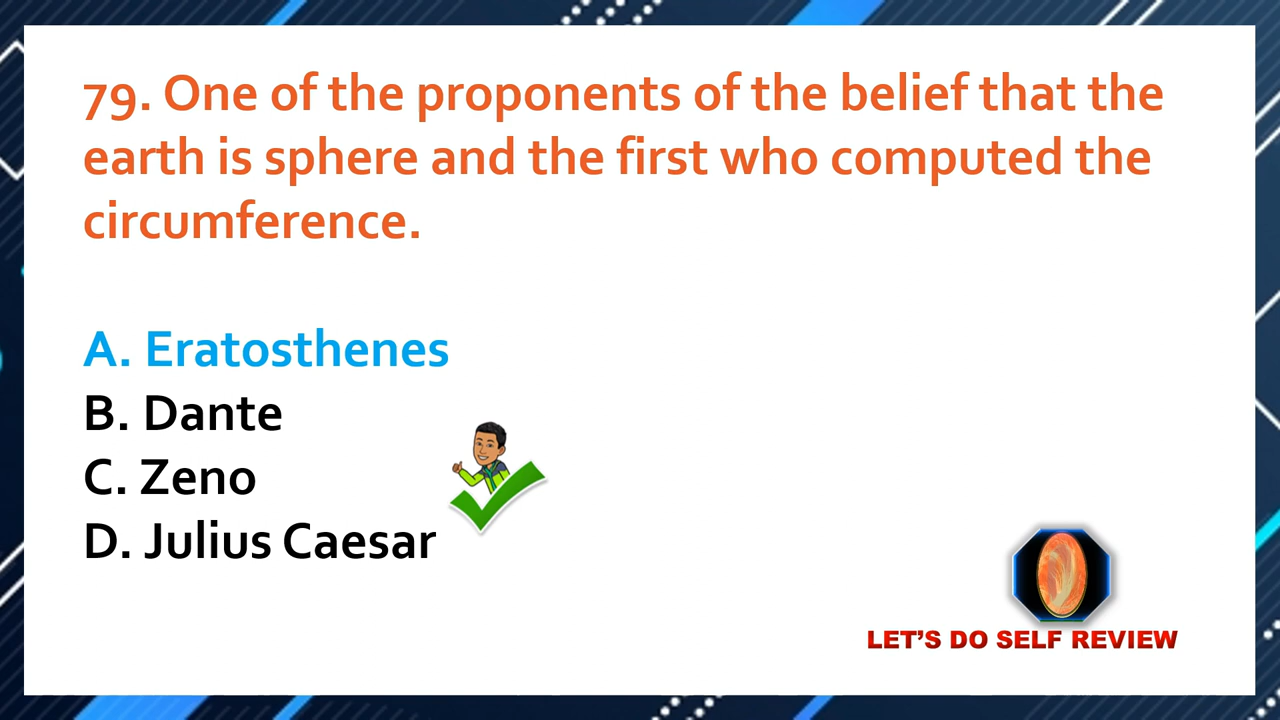 79. One of the proponents of the belief that the
earth is sphere and the first who computed the
circumference.
A. Eratosthenes
B. Dante
C. Zeno
D. Julius Caesar
LET'S DO SELF REVIEW